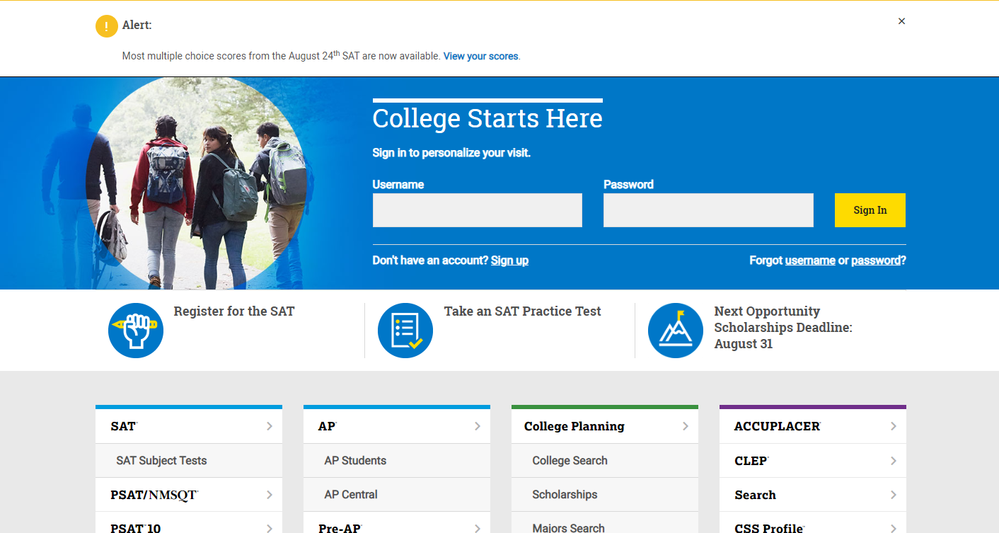 Alert:
Most multiple choice scores from the August 24th SAT are now available. View your scores.
College Starts Here
Sign in to personalize your visit.
Username
Password
Sign In
Don't have an account? Sign up
Forgot username or password?
Register for the SAT
Take an SAT Practice Test
Next Opportunity
Scholarships Deadline:
August 31
SAT
SAT Subject Tests
PSAT/NMSQT
PSAT 10
AP
AP Students
AP Central
Pre-AP
College Planning
College Search
Scholarships
Majors Search
ACCUPLACER
CLEP
Search
CSS Profile